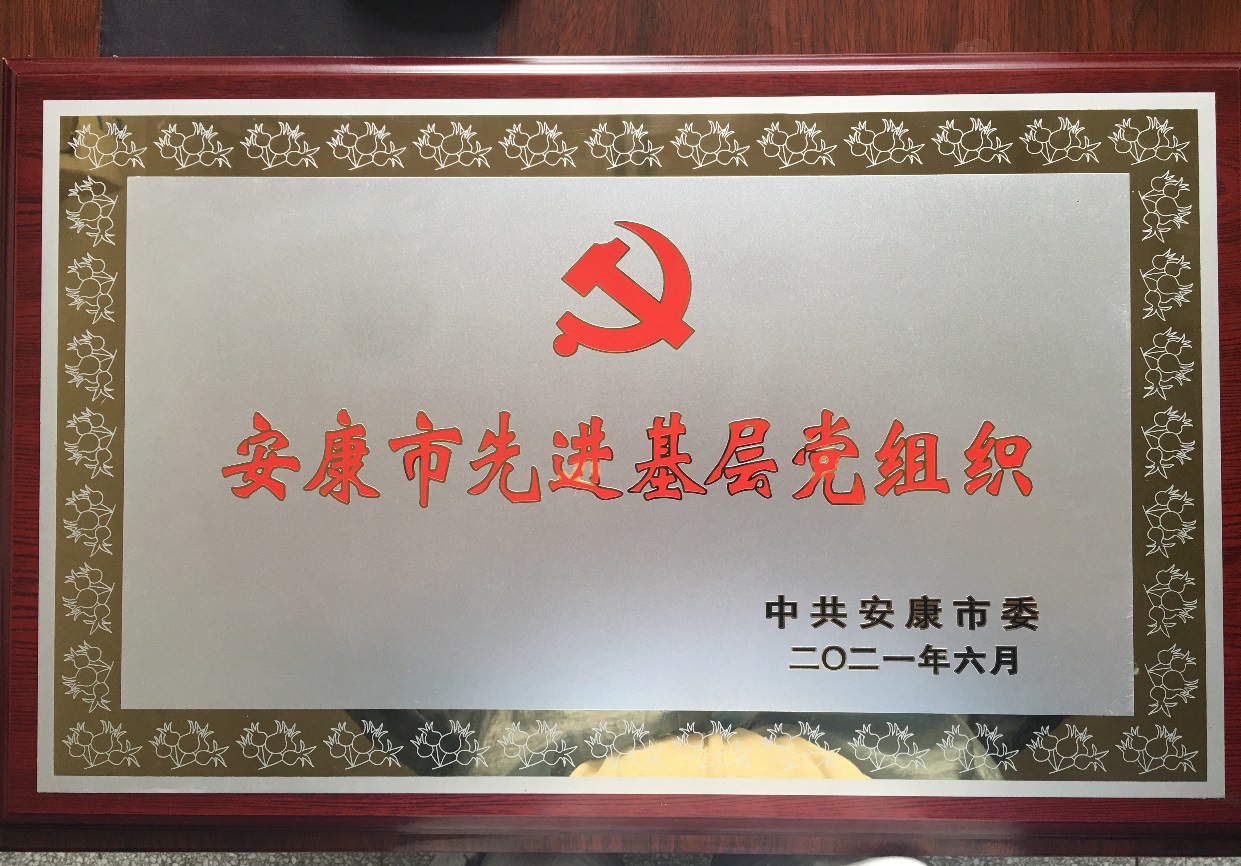 安康市先进基层党组织
中共安康市委
二〇二一年六月